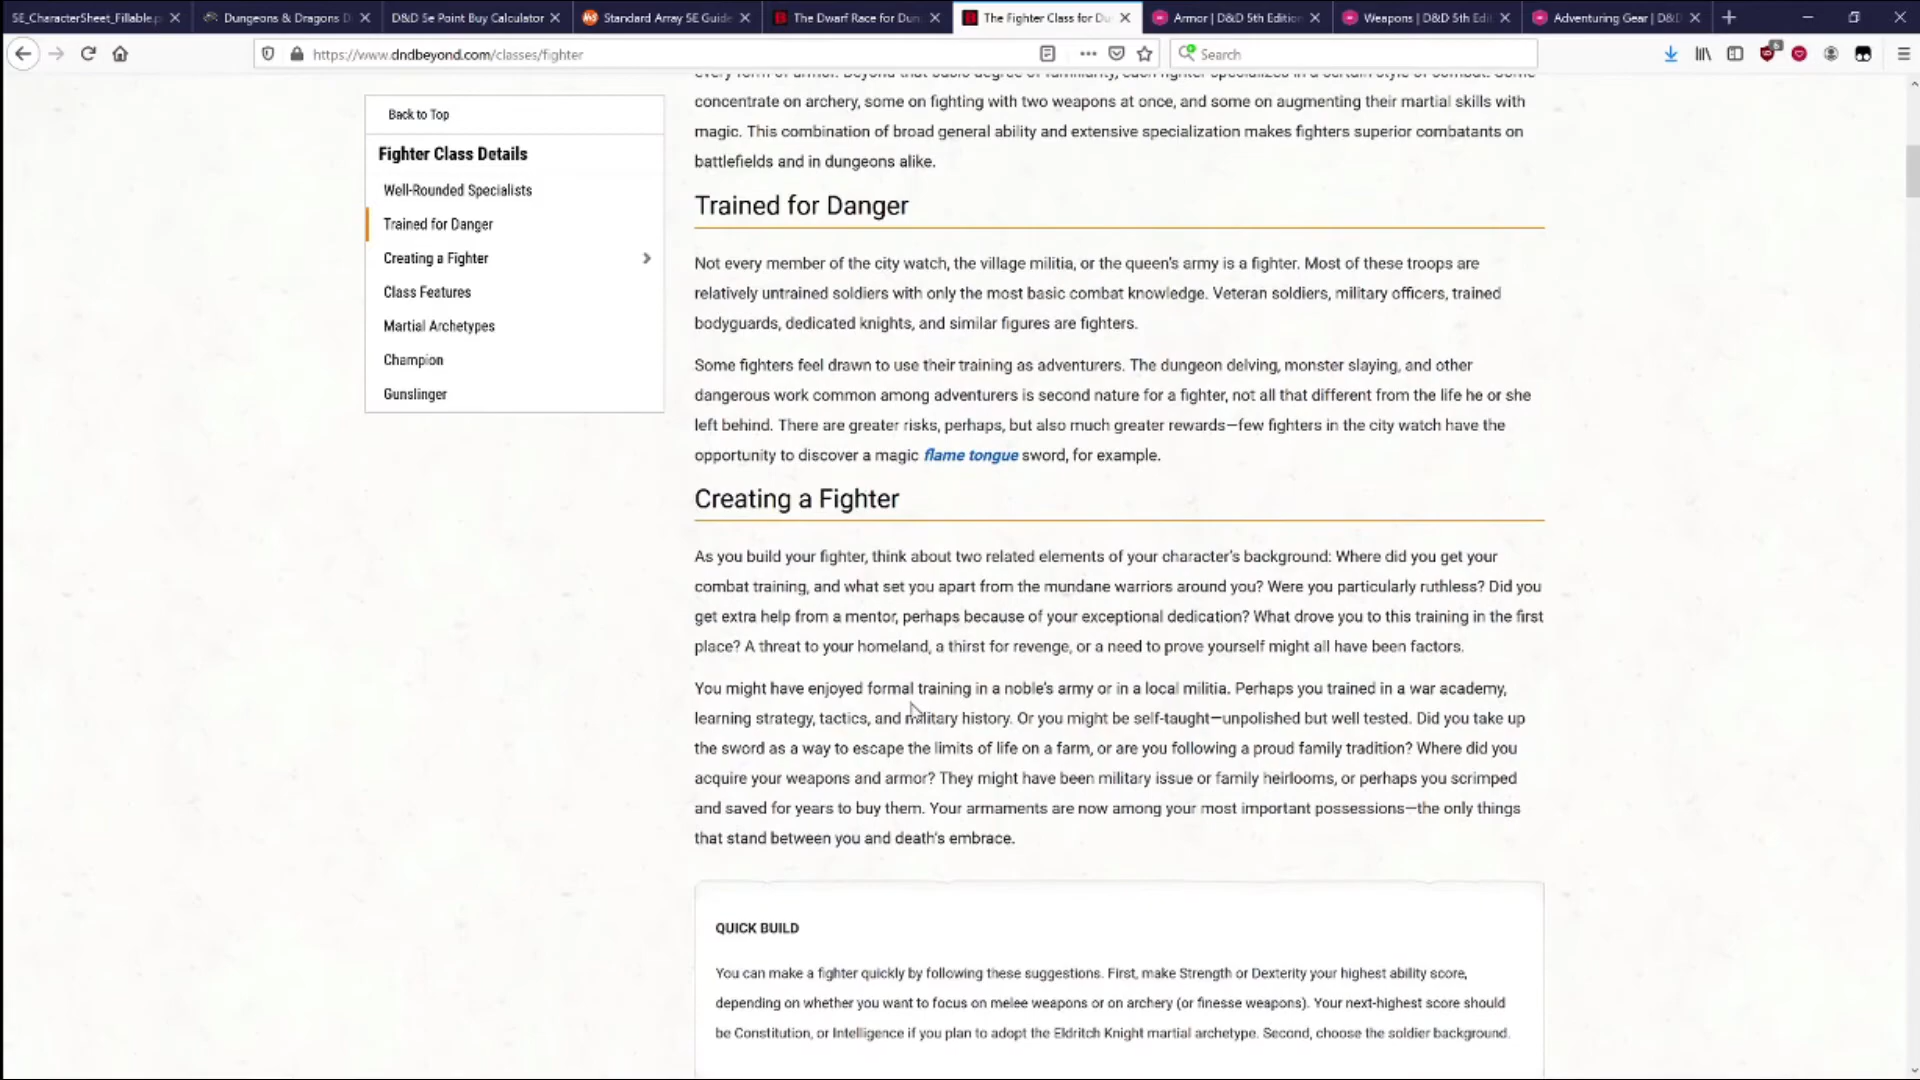 5E_CharacterSheet_Fillable.p
Dungeons & Dragons D
D&D 5e Point Buy Calculator
Standard Array 5E Guide
The Dwarf Race for Dun
The Fighter Class for Du
Armor | D&D 5th Edition
Weapons | D&D 5th Edi
Adventuring Gear | D&D
https://www.dndbeyond.com/classes/fighter
Search
Back to Top
Fighter Class Details
Well-Rounded Specialists
Trained for Danger
Creating a Fighter
Class Features
Martial Archetypes
Champion
Gunslinger
every form of armor. Beyond that basic degree of familiarity, each fighter specializes in a certain style of combat. Some
concentrate on archery, some on fighting with two weapons at once, and some on augmenting their martial skills with
magic. This combination of broad general ability and extensive specialization makes fighters superior combatants on
battlefields and in dungeons alike.
Trained for Danger
Not every member of the city watch, the village militia, or the queen's army is a fighter. Most of these troops are
relatively untrained soldiers with only the most basic combat knowledge. Veteran soldiers, military officers, trained
bodyguards, dedicated knights, and similar figures are fighters.
Some fighters feel drawn to use their training as adventurers. The dungeon delving, monster slaying, and other
dangerous work common among adventurers is second nature for a fighter, not all that different from the life he or she
left behind. There are greater risks, perhaps, but also much greater rewards—few fighters in the city watch have the
opportunity to discover a magic flame tongue sword, for example.
Creating a Fighter
As you build your fighter, think about two related elements of your character's background: Where did you get your
combat training, and what set you apart from the mundane warriors around you? Were you particularly ruthless? Did you
get extra help from a mentor, perhaps because of your exceptional dedication? What drove you to this training in the first
place? A threat to your homeland, a thirst for revenge, or a need to prove yourself might all have been factors.
You might have enjoyed formal training in a noble's army or in a local militia. Perhaps you trained in a war academy,
learning strategy, tactics, and military history. Or you might be self-taught—unpolished but well tested. Did you take up
the sword as a way to escape the limits of life on a farm, or are you following a proud family tradition? Where did you
acquire your weapons and armor? They might have been military issue or family heirlooms, or perhaps you scrimped
and saved for years to buy them. Your armaments are now among your most important possessions—the only things
that stand between you and death's embrace.
QUICK BUILD
You can make a fighter quickly by following these suggestions. First, make Strength or Dexterity your highest ability score,
depending on whether you want to focus on melee weapons or on archery (or finesse weapons). Your next-highest score should
be Constitution, or Intelligence if you plan to adopt the Eldritch Knight martial archetype. Second, choose the soldier background.